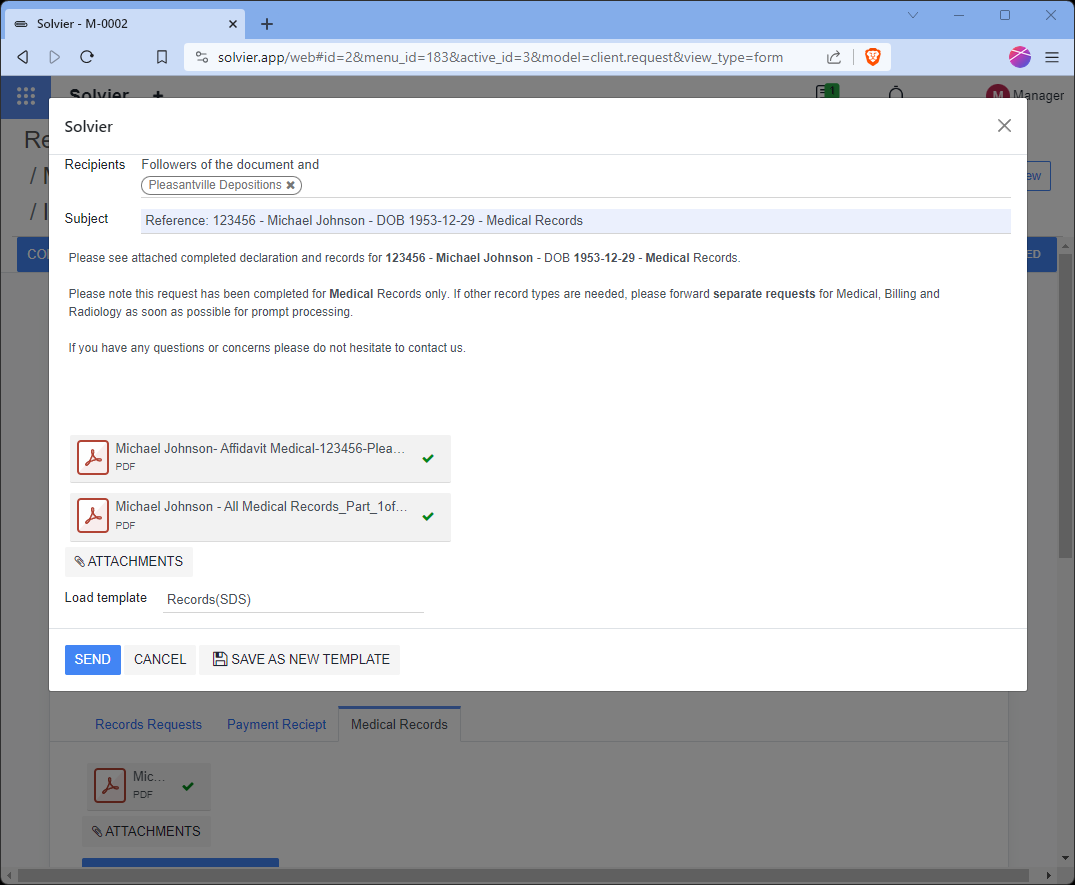 Solvier - M-0002
solvier.app/web#id=2&menu_id=183&active_id=3&model=client.request&view_type=form
Solvier
1
M Manager
Solvier
Recipients
Followers of the document and
Pleasantville Depositions
Subject
Reference: 123456 - Michael Johnson - DOB 1953-12-29 - Medical Records
Please see attached completed declaration and records for 123456 - Michael Johnson - DOB 1953-12-29 - Medical Records.
Please note this request has been completed for Medical Records only. If other record types are needed, please forward separate requests for Medical, Billing and
Radiology as soon as possible for prompt processing.
If you have any questions or concerns please do not hesitate to contact us.
Michael Johnson- Affidavit Medical-123456-Plea...
PDF
Michael Johnson - All Medical Records_Part_1of...
PDF
ATTACHMENTS
Load template
Records(SDS)
SEND CANCEL SAVE AS NEW TEMPLATE
Records Requests Payment Reciept Medical Records
Mic...
PDF
ATTACHMENTS